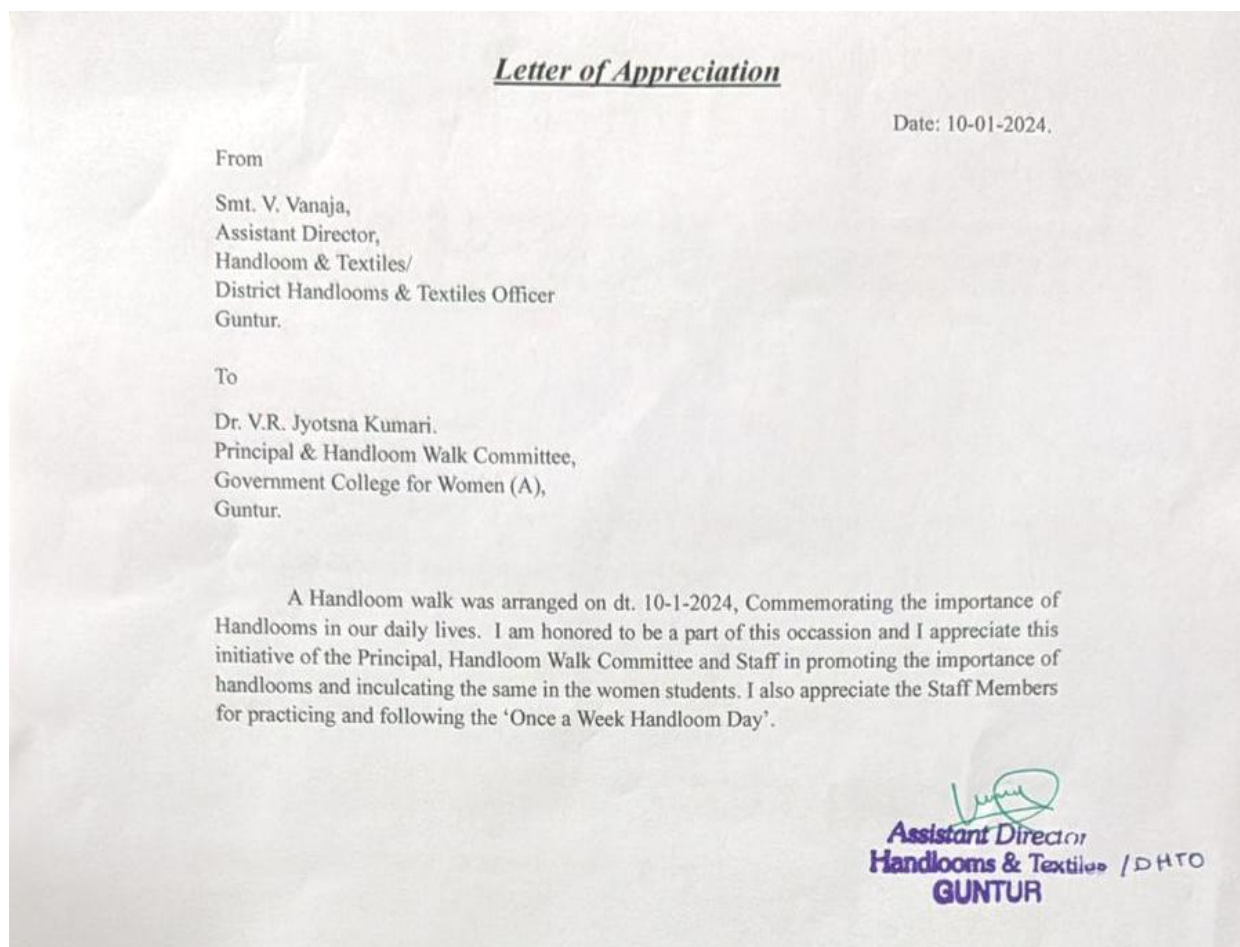 Letter of Appreciation
Date: 10-01-2024.
From
Smt. V. Vanaja,
Assistant Director,
Handloom & Textiles/
District Handlooms & Textiles Officer
Guntur.
To
Dr. V.R. Jyotsna Kumari.
Principal & Handloom Walk Committee,
Government College for Women (A),
Guntur.
A Handloom walk was arranged on dt. 10-1-2024, Commemorating the importance of
Handlooms in our daily lives. I am honored to be a part of this occassion and I appreciate this
initiative of the Principal, Handloom Walk Committee and Staff in promoting the importance of
handlooms and inculcating the same in the women students. I also appreciate the Staff Members
for practicing and following the ‘Once a Week Handloom Day’.
Assistant Director
Handlooms & Textiles /DHTO
GUNTUR